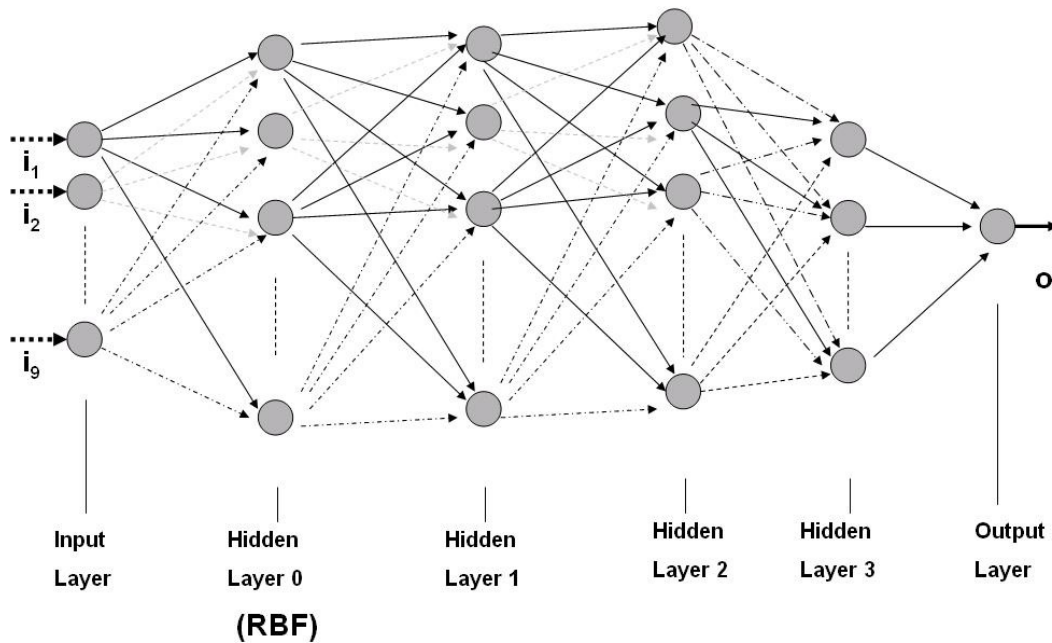 i1
i2
i9
o
Input
Layer
Hidden
Layer 0
(RBF)
Hidden
Layer 1
Hidden
Layer 2
Hidden
Layer 3
Output
Layer